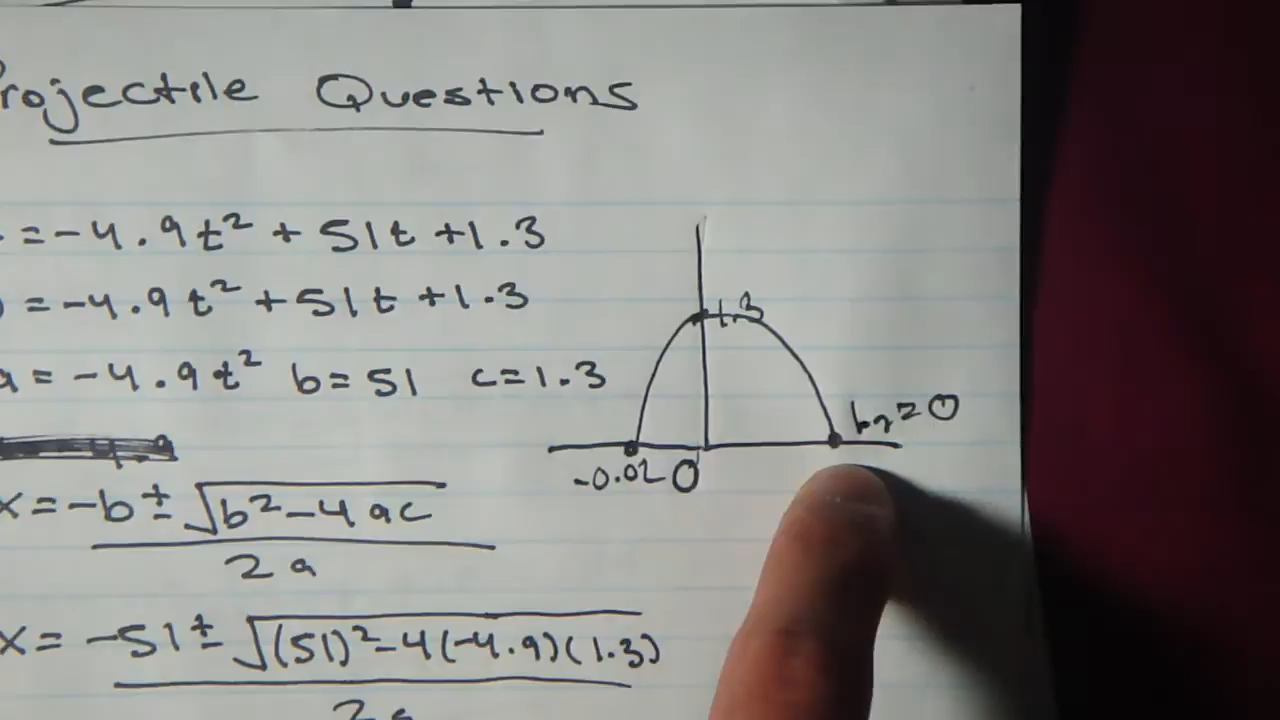 rojectile Questions
=-4.9t²+51t+1.3
=-4.9t²+51t+1.3
a=-4.9t² b=51 c=1.3
x=-b±√b²-4ac
2a
x=-51±√(51)²-4(-4.9)(1.3)
1.3
=0
-0.02 0